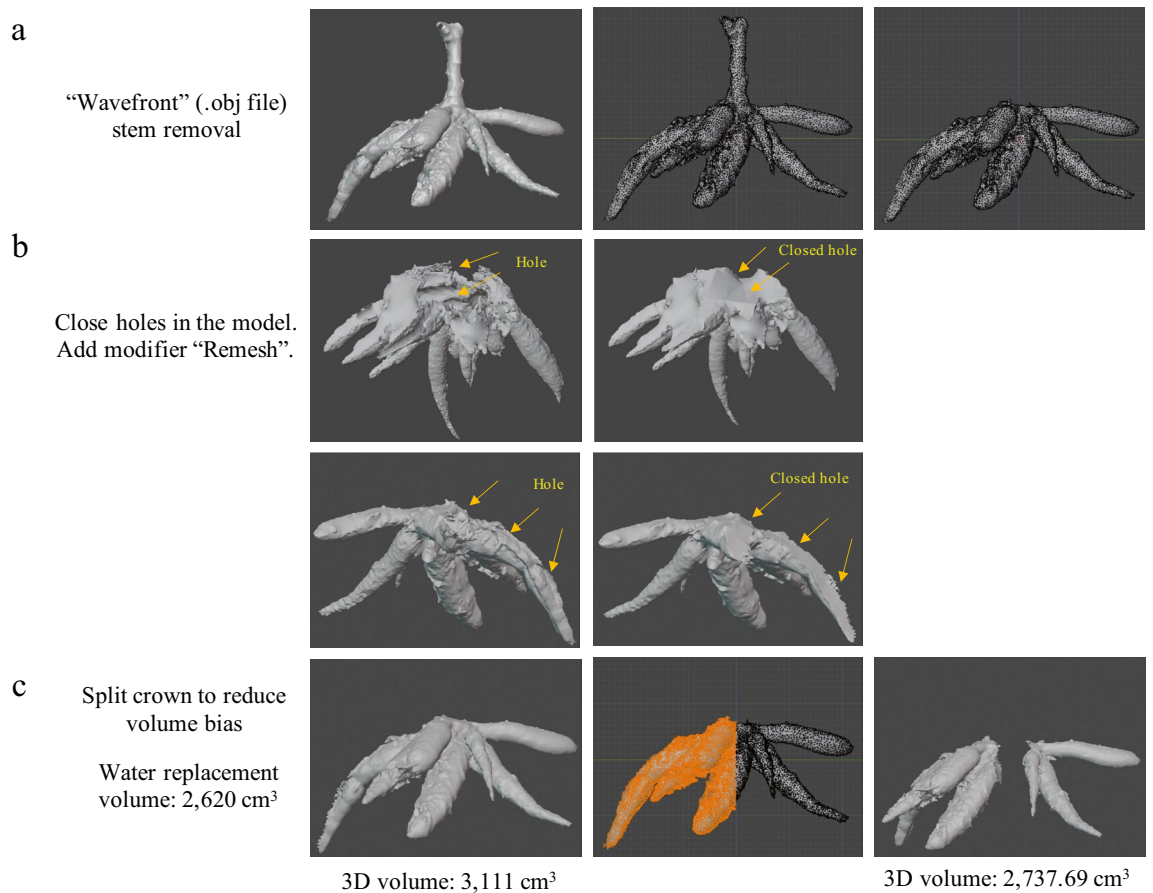 a
“Wavefront” (.obj file)
stem removal
b
Hole
Closed hole
Close holes in the model.
Add modifier “Remesh”.
Hole
Closed hole
c
Split crown to reduce
volume bias
Water replacement
volume: 2,620 cm³
3D volume: 3,111 cm³
3D volume: 2,737.69 cm³